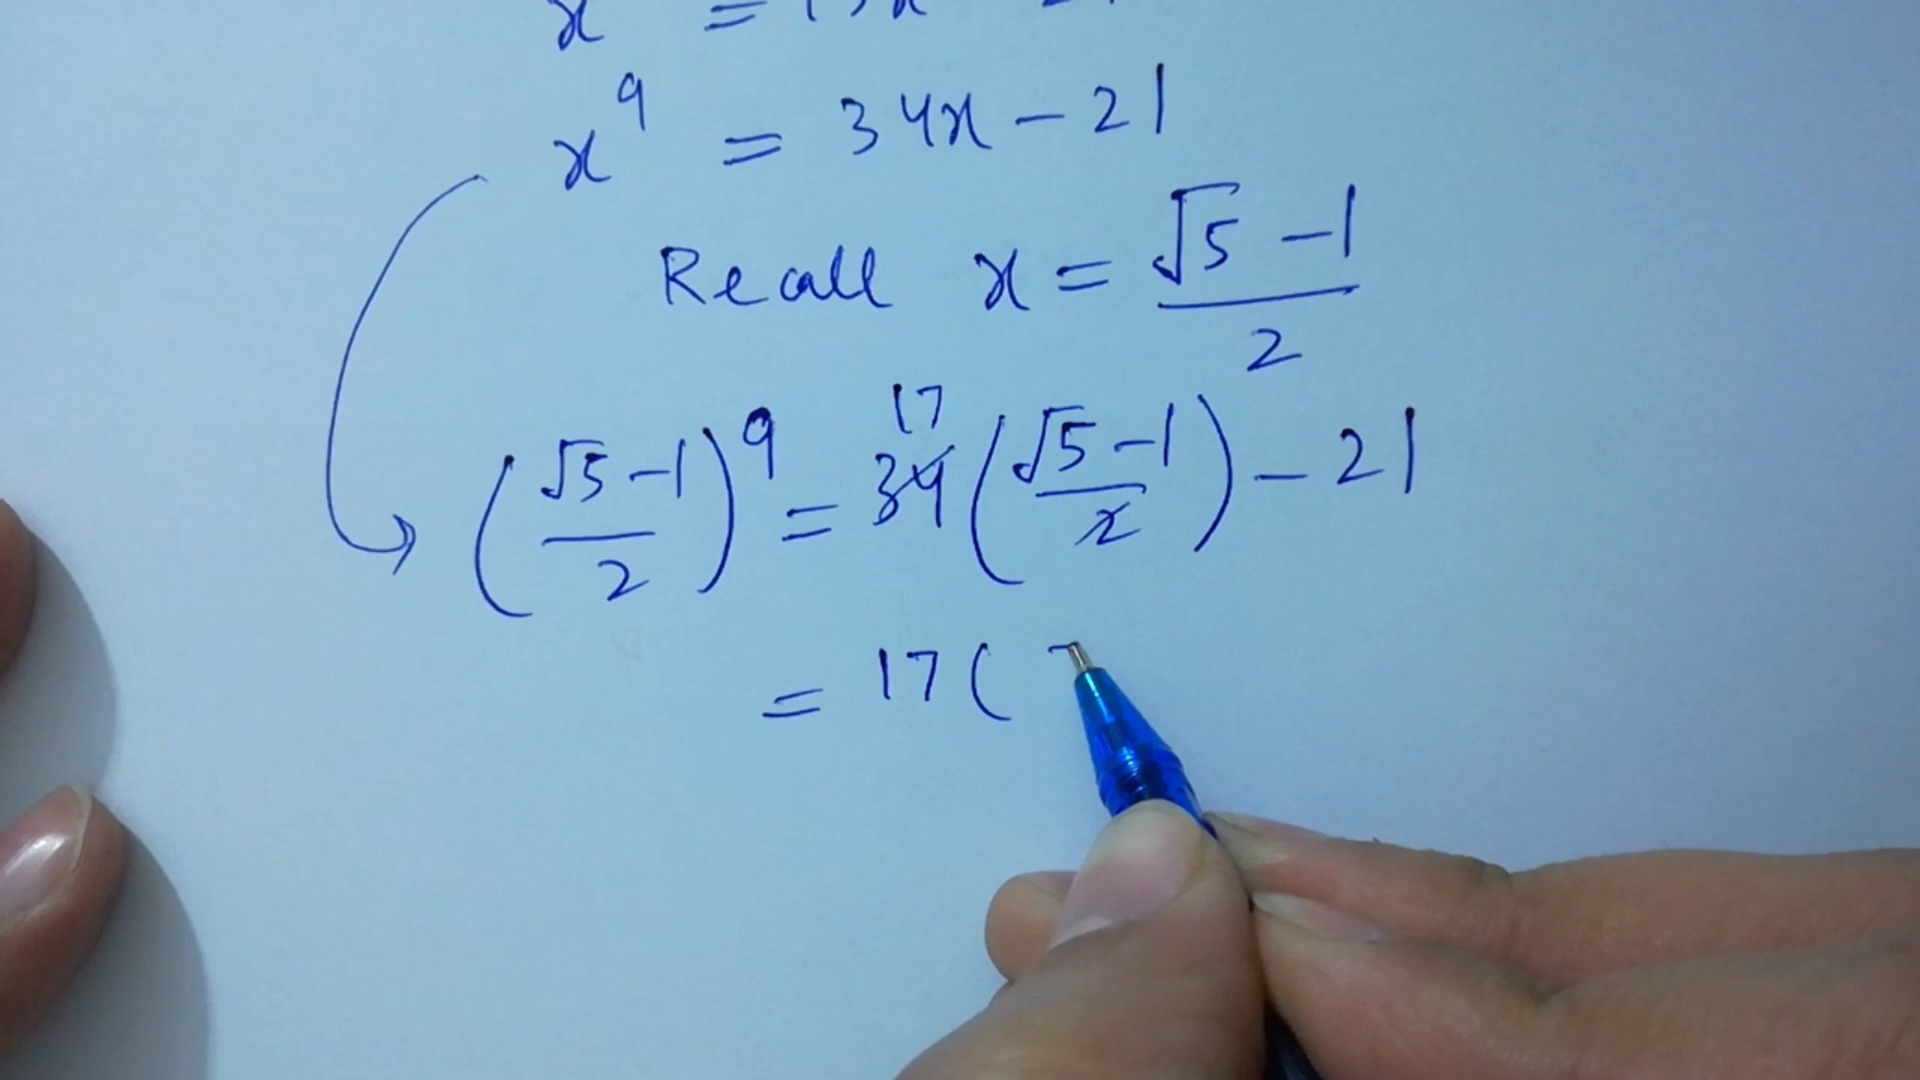 x⁹ = 34x - 21
Recall x = (√5 - 1)/2
((√5 - 1)/2)⁹ = 17 34((√5 - 1)/2) - 21
= 17(